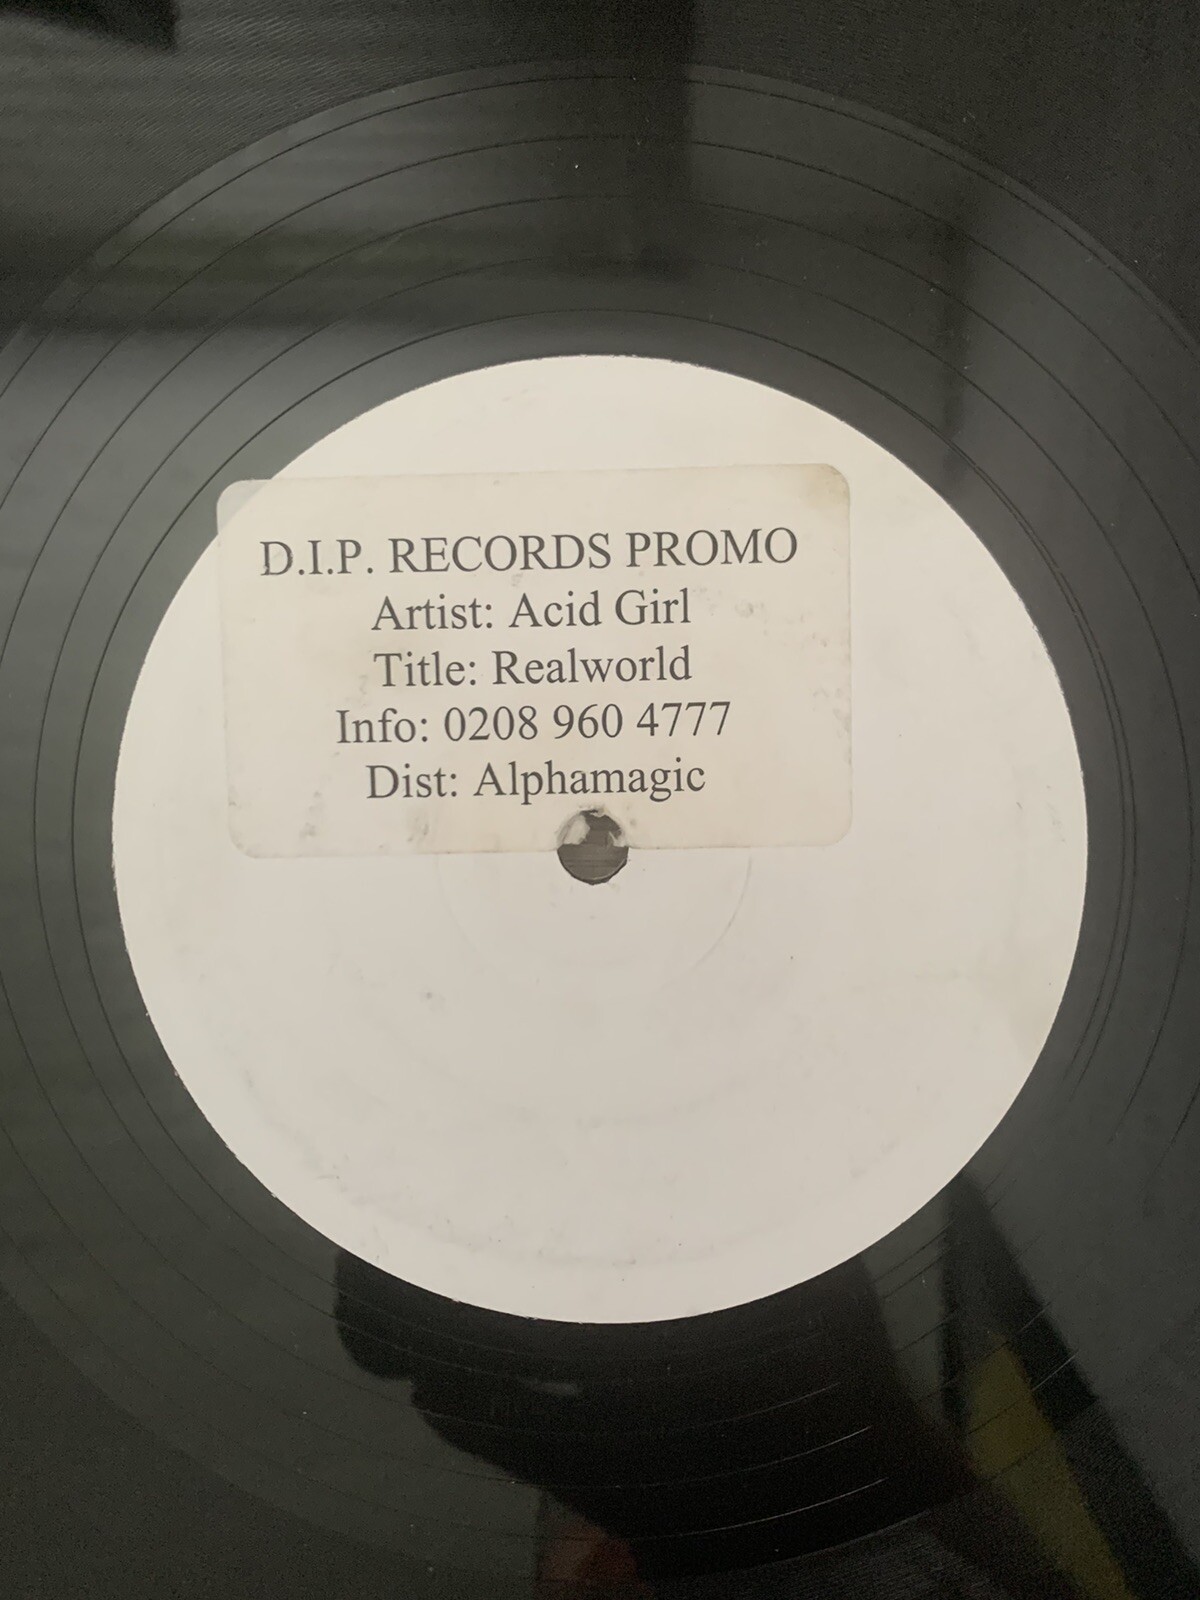 D.I.P. RECORDS PROMO
Artist: Acid Girl
Title: Realworld
Info: 0208 960 4777
Dist: Alphamagic